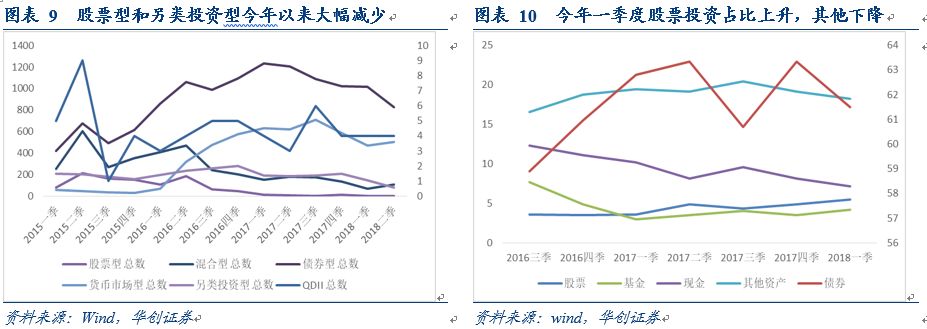 图表 9 股票型和另类投资型今年以来大幅减少
1400
1200
1000
800
600
400
200
0
10
9
8
7
6
5
4
3
2
1
0
2015一季
2015二季
2015三季
2015四季
2016一季
2016二季
2016三季
2016四季
2017一季
2017二季
2017三季
2017四季
2018一季
2018二季
股票型总数 混合型总数 债券型总数
货币市场型总数 另类投资型总数 QDII总数
资料来源：Wind，华创证券
图表 10 今年一季度股票投资占比上升，其他下降
25
20
15
10
5
0
64
63
62
61
60
59
58
57
56
2016三季 2016四季 2017一季 2017二季 2017三季 2017四季 2018一季
股票 基金 现金 其他资产 债券
资料来源：wind，华创证券